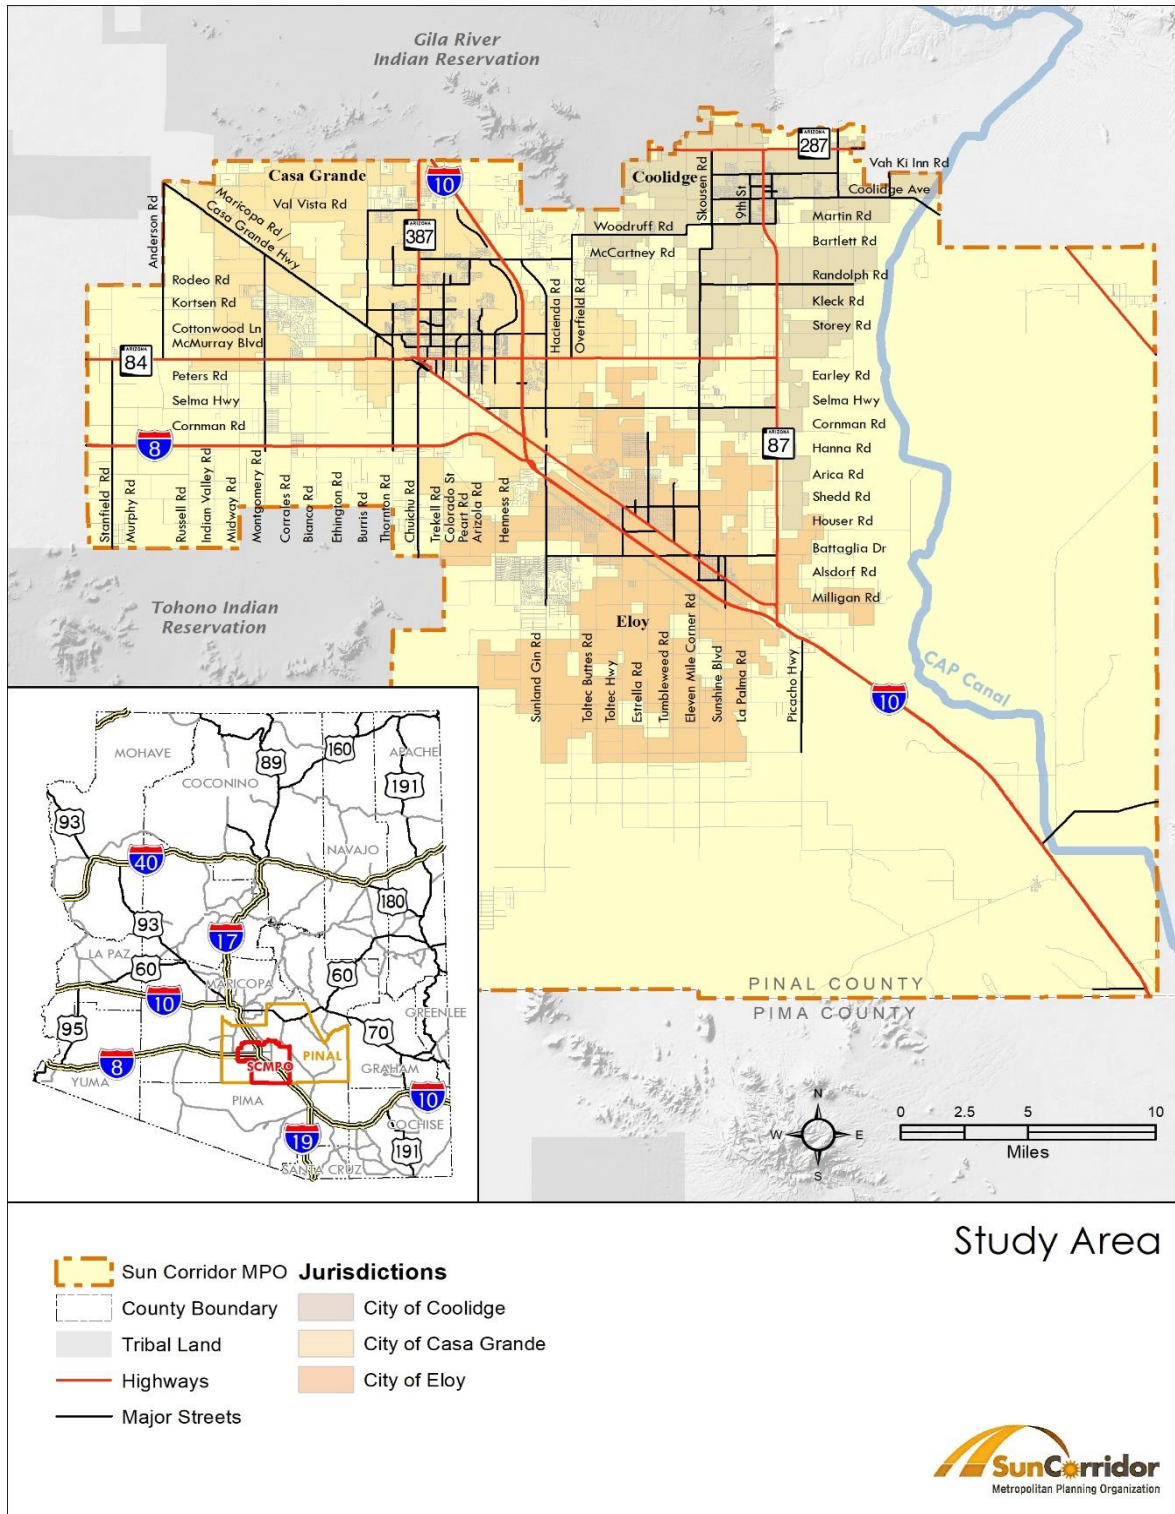 Gila River
Indian Reservation
ARIZONA
287
Casa Grande
10
Coolidge
Vah Ki Inn Rd
Coolidge Ave
Skousen Rd
9th St
Anderson Rd
Maricopa Rd /
Casa Grande Hwy
Val Vista Rd
ARIZONA
387
Woodruff Rd
McCartney Rd
Martin Rd
Bartlett Rd
Randolph Rd
Kleck Rd
Storey Rd
Rodeo Rd
Kortsen Rd
Cottonwood Ln
McMurray Blvd
Hacienda Rd
Overfield Rd
ARIZONA
84
Peters Rd
Selma Hwy
Cornman Rd
8
Earley Rd
Selma Hwy
Cornman Rd
ARIZONA
87
Hanna Rd
Arica Rd
Shedd Rd
Houser Rd
Battaglia Dr
Alsdorf Rd
Milligan Rd
Stanfield Rd
Murphy Rd
Russell Rd
Indian Valley Rd
Midway Rd
Montgomery Rd
Corrales Rd
Bianco Rd
Ethington Rd
Burris Rd
Thornton Rd
Chuichu Rd
Trekell Rd
Colorado St
Peart Rd
Arizola Rd
Henness Rd
Tohono Indian
Reservation
Eloy
Sunland Gin Rd
Toltec Buttes Rd
Toltec Hwy
Estrella Rd
Tumbleweed Rd
Eleven Mile Corner Rd
Sunshine Blvd
La Palma Rd
Picacho Hwy
10
CAP Canal
PINAL COUNTY
PIMA COUNTY
MOHAVE
COCONINO
89
160
APACHE
191
93
40
NAVAJO
180
93
17
LA PAZ
60
MARICOPA
60
10
GREENLEE
95
70
PINAL
SCMPO
8
YUMA
GRAHAM
PIMA
10
COCHISE
19
191
SANTA CRUZ
N
W
E
S
0 2.5 5 10
Miles
Study Area
Sun Corridor MPO
County Boundary
Tribal Land
Highways
Major Streets
Jurisdictions
City of Coolidge
City of Casa Grande
City of Eloy
SunCorridor
Metropolitan Planning Organization